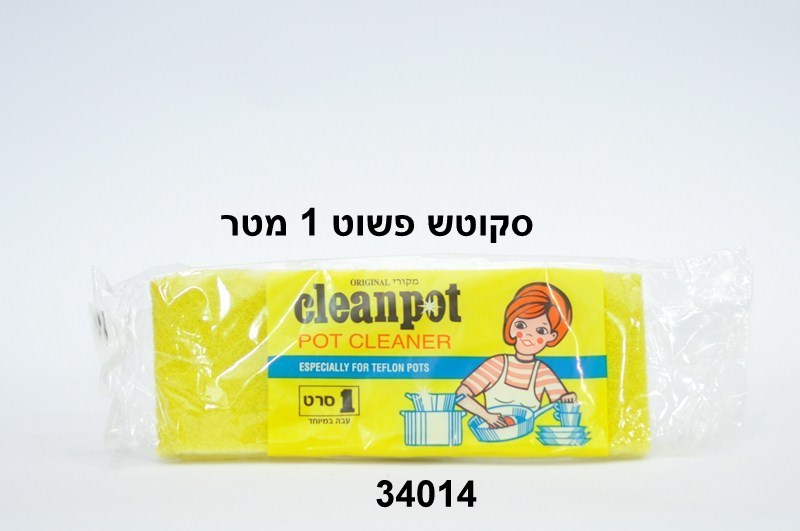 סקוטש פשוט 1 מטר
ORIGINAL מקורי
cleanpot
POT CLEANER
ESPECIALLY FOR TEFLON POTS
1 סרט
עבה במיוחד
34014